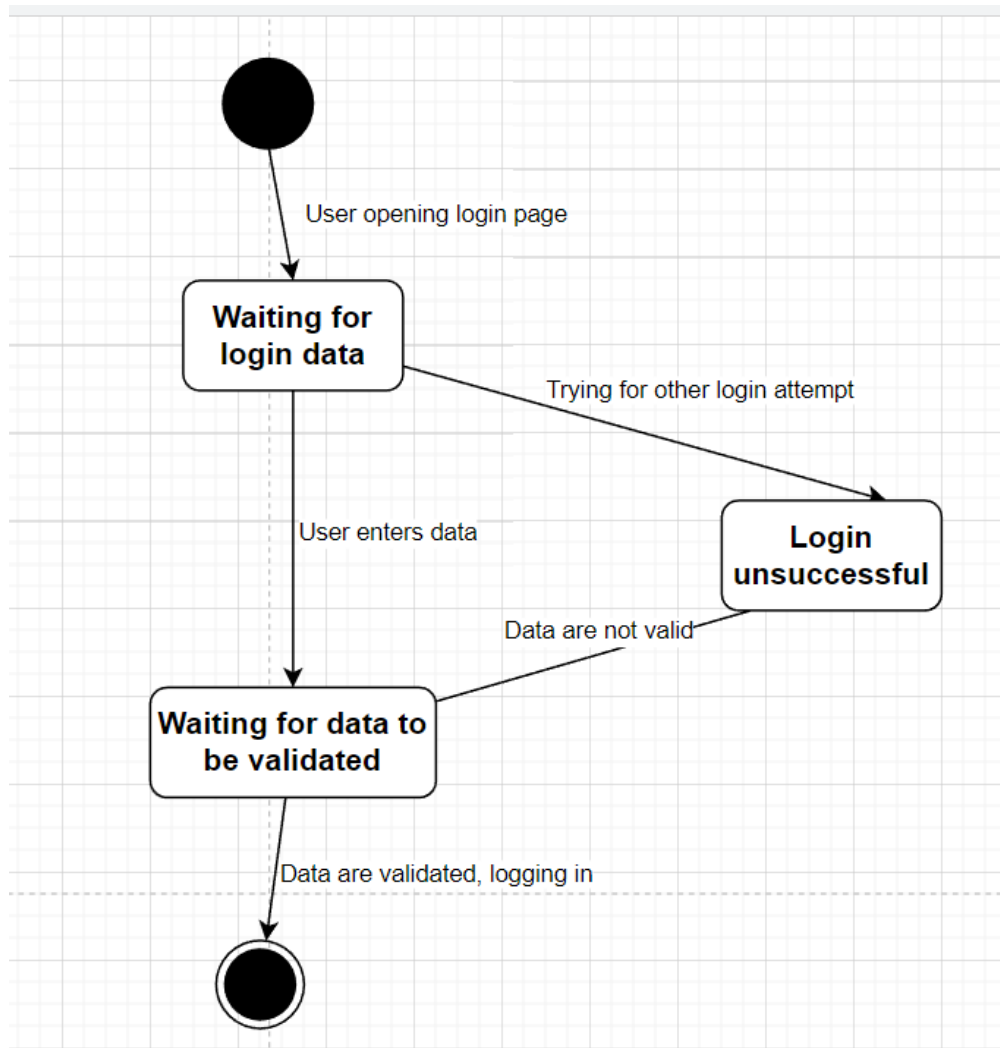 User opening login page
Waiting for
login data
Trying for other login attempt
User enters data
Login
unsuccessful
Data are not valid
Waiting for data to
be validated
Data are validated, logging in